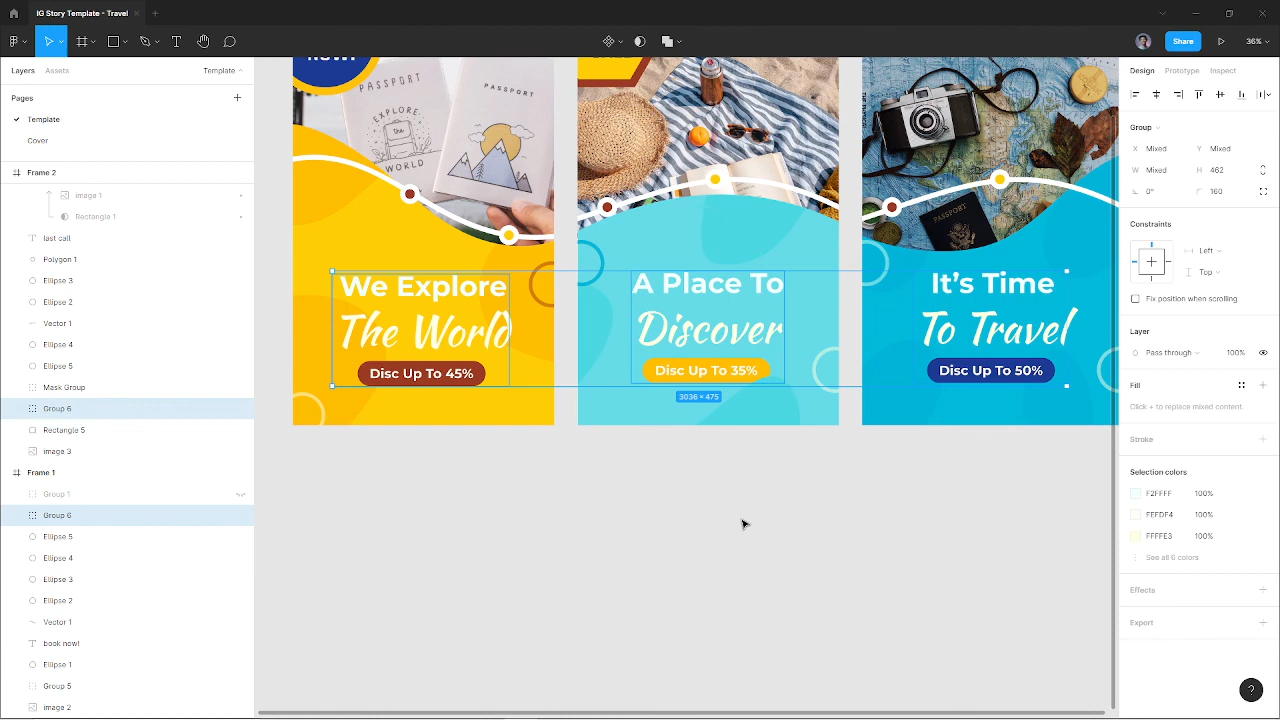 IG Story Template - Travel
Share
36%
Layers
Assets
Template
Pages
Template
Cover
Frame 2
image 1
Rectangle 1
last call
Polygon 1
Ellipse 3
Ellipse 2
Vector 1
Ellipse 4
Ellipse 5
Mask Group
Group 6
Rectangle 5
image 3
Frame 1
Group 1
Group 6
Ellipse 5
Ellipse 4
Ellipse 3
Ellipse 2
Vector 1
book now!
Ellipse 1
Group 5
image 2
NOW!
PASSPORT
EXPLORE
the
WORLD
PASSPORT
We Explore
The World
Disc Up To 45%
A Place To
Discover
Disc Up To 35%
3036 × 475
PASSPORT
It's Time
To Travel
Disc Up To 50%
Design
Prototype
Inspect
Group
X Mixed
Y Mixed
W Mixed
H 462
0°
160
Constraints
Left
Top
Fix position when scrolling
Layer
Pass through
100%
Fill
Click + to replace mixed content.
Stroke
Selection colors
F2FFFF 100%
FEFDF4 100%
FFFFE3 100%
See all 6 colors
Effects
Export
?